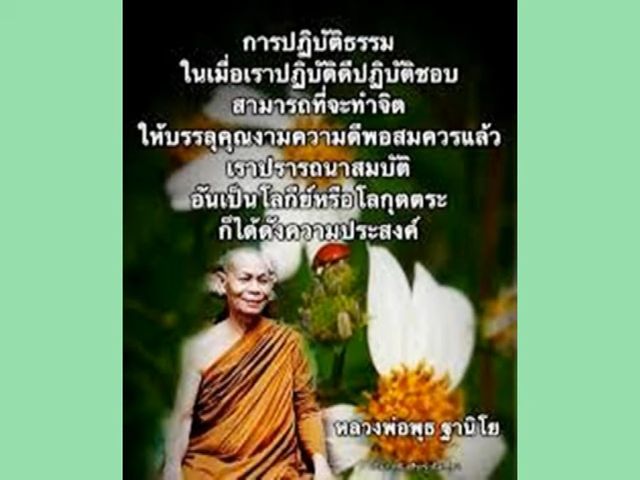 การปฏิบัติธรรม
ในเมื่อเราปฏิบัติดีปฏิบัติชอบ
สามารถที่จะทำจิต
ให้บรรลุคุณงามความดีพอสมควรแล้ว
เราปรารถนาสมบัติ
อันเป็นโลกีย์หรือโลกุตตระ
ก็ได้ดังความประสงค์
หลวงพ่อพุธ ฐานิโย